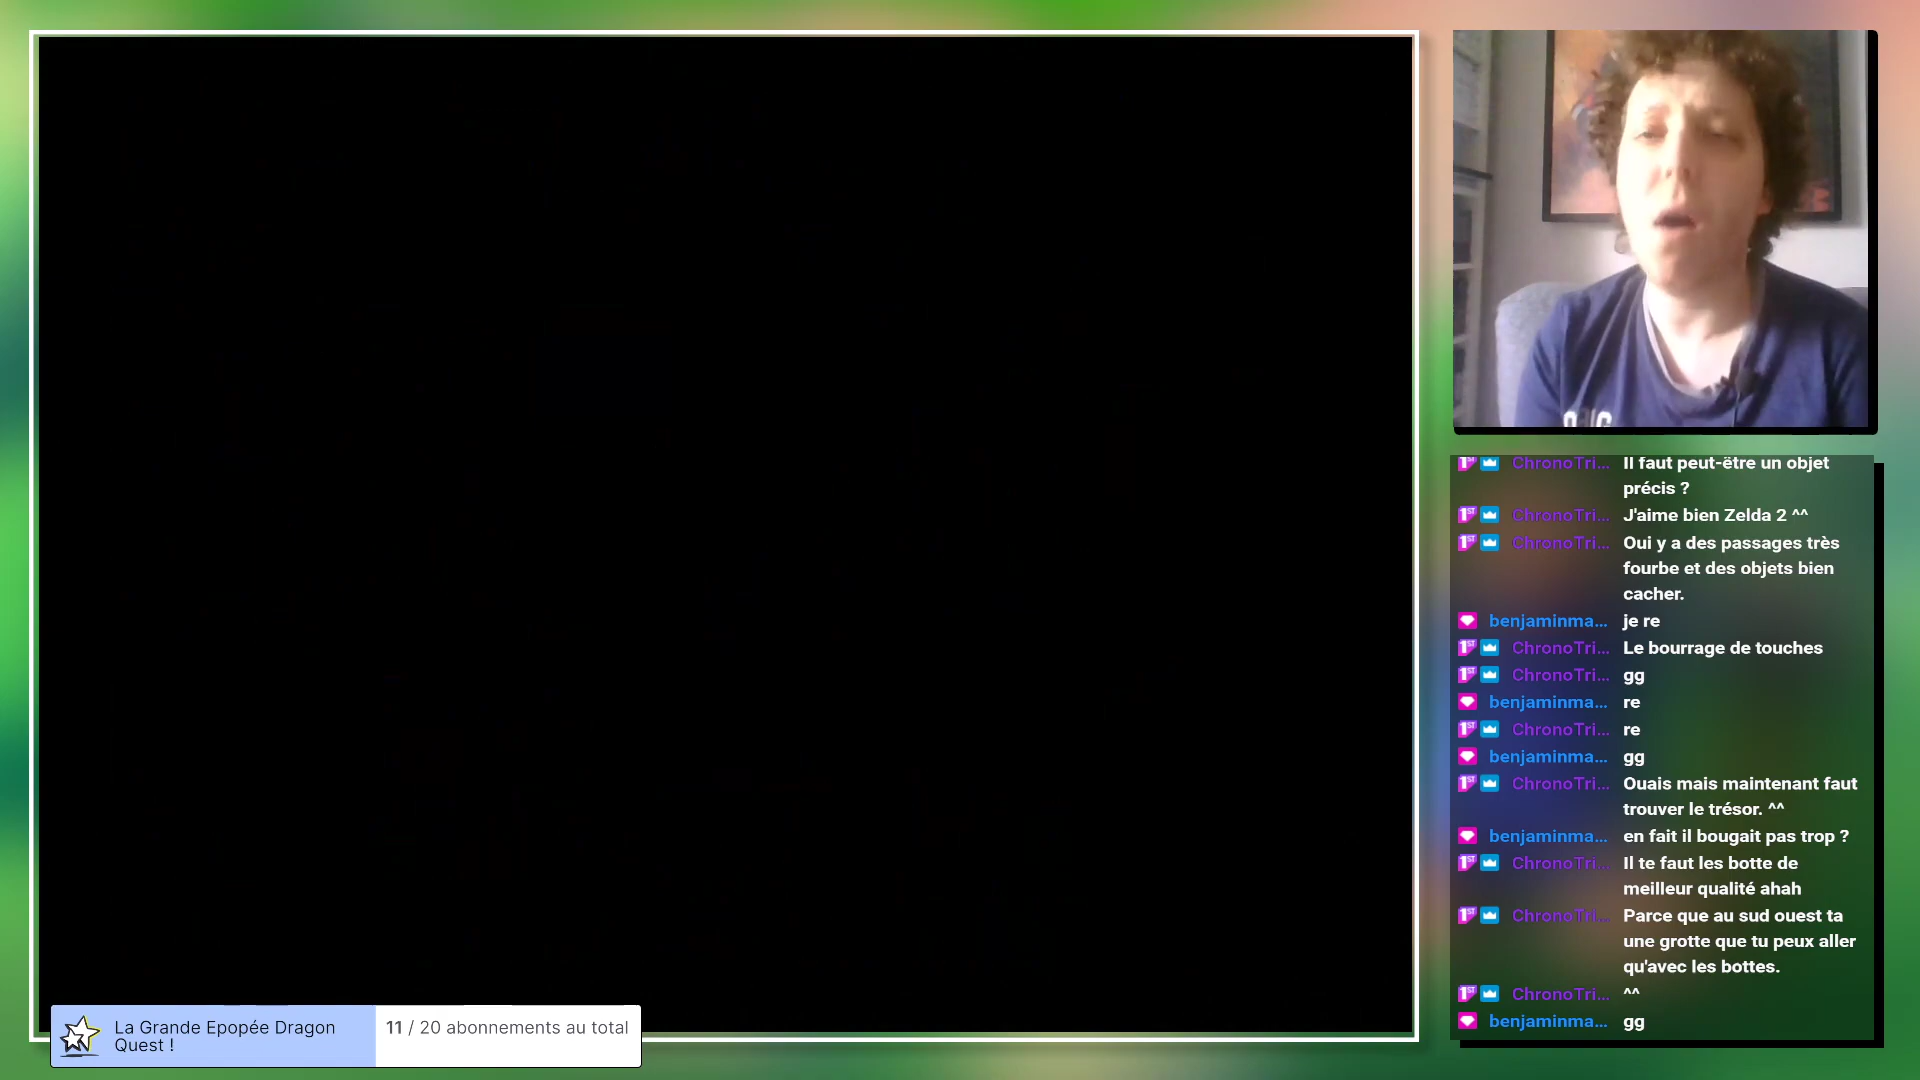 ChronoTri... Il faut peut-être un objet
précis ?
ChronoTri... J'aime bien Zelda 2 ^^
ChronoTri... Oui y a des passages très
fourbe et des objets bien
cacher.
benjaminma... je re
ChronoTri... Le bourrage de touches
ChronoTri... gg
benjaminma... re
ChronoTri... re
benjaminma... gg
ChronoTri... Ouais mais maintenant faut
trouver le trésor. ^^
benjaminma... en fait il bougait pas trop ?
ChronoTri... Il te faut les botte de
meilleur qualité ahah
ChronoTri... Parce que au sud ouest ta
une grotte que tu peux aller
qu'avec les bottes.
ChronoTri... ^^
benjaminma... gg
La Grande Epopée Dragon
Quest !
11 / 20 abonnements au total